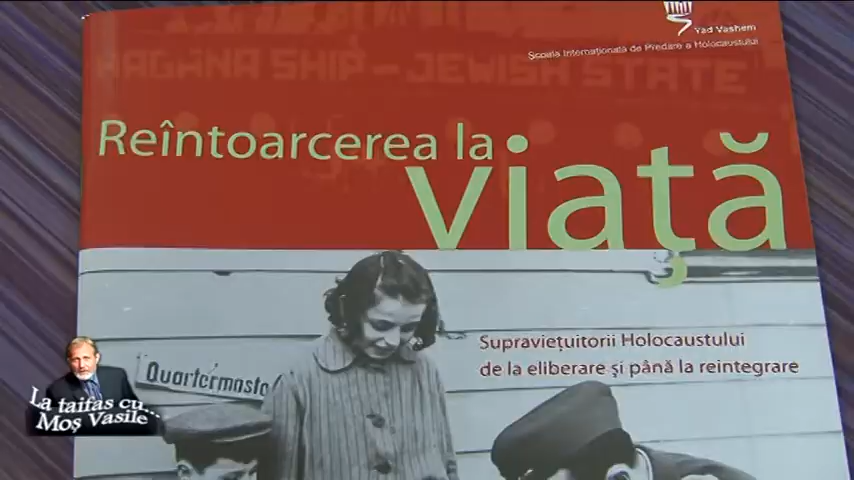 Yad Vashem
Școala Internațională de Predare a Holocaustului
HAGANA SHIP - JEWISH STATE
Reîntoarcerea la
viață
Supraviețuitorii Holocaustului
de la eliberare și până la reintegrare
La taifas cu...
Moș Vasile